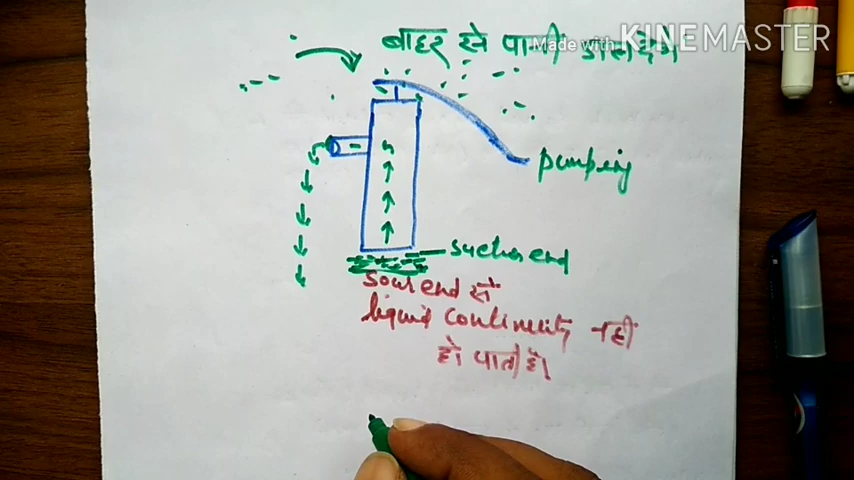 बाहर से पानी डाल देंगे
Made with KINEMASTER
pumping
suction end
sour end से
liquid continuity नहीं
हो पाती है।